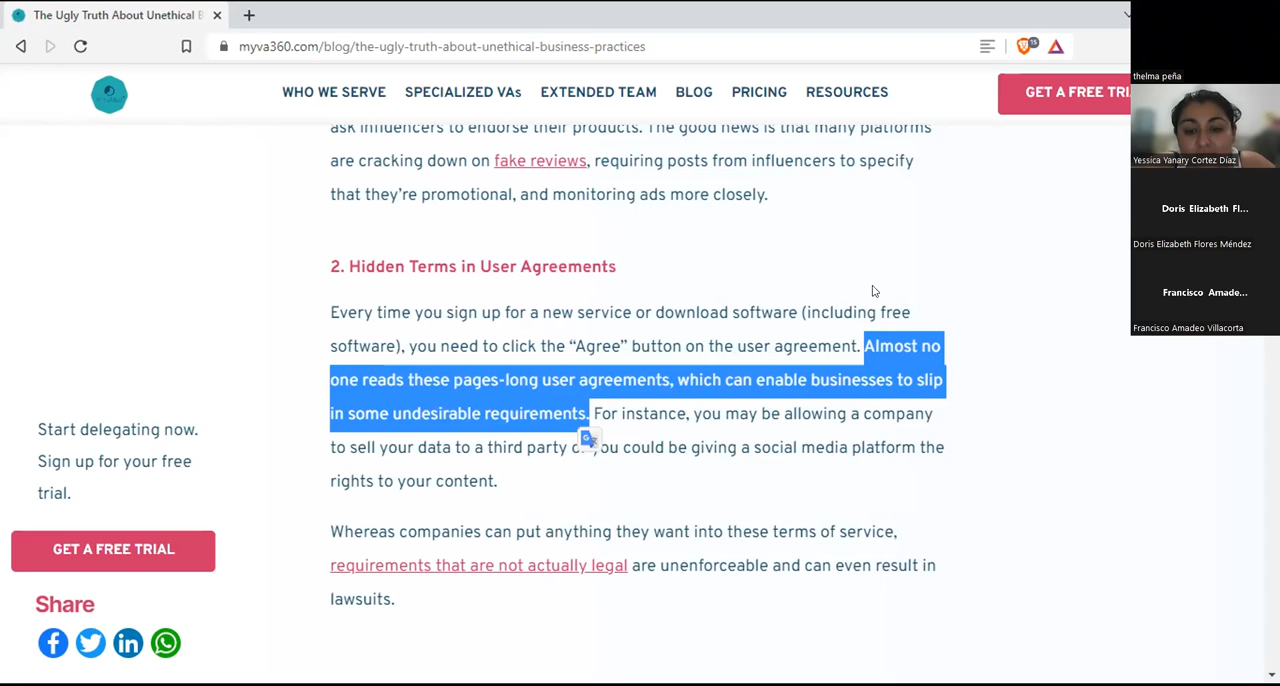 The Ugly Truth About Unethical B
myva360.com/blog/the-ugly-truth-about-unethical-business-practices
15
WHO WE SERVE SPECIALIZED VAs EXTENDED TEAM BLOG PRICING RESOURCES
GET A FREE TRI
ask influencers to endorse their products. The good news is that many platforms
are cracking down on fake reviews, requiring posts from influencers to specify
that they're promotional, and monitoring ads more closely.
2. Hidden Terms in User Agreements
Every time you sign up for a new service or download software (including free
software), you need to click the “Agree” button on the user agreement. Almost no
one reads these pages-long user agreements, which can enable businesses to slip
in some undesirable requirements. For instance, you may be allowing a company
to sell your data to a third party or you could be giving a social media platform the
rights to your content.
Whereas companies can put anything they want into these terms of service,
requirements that are not actually legal are unenforceable and can even result in
lawsuits.
Start delegating now.
Sign up for your free
trial.
GET A FREE TRIAL
Share
thelma peña
Yessica Yanary Cortez Díaz
Doris Elizabeth Fl...
Doris Elizabeth Flores Méndez
Francisco Amade...
Francisco Amadeo Villacorta